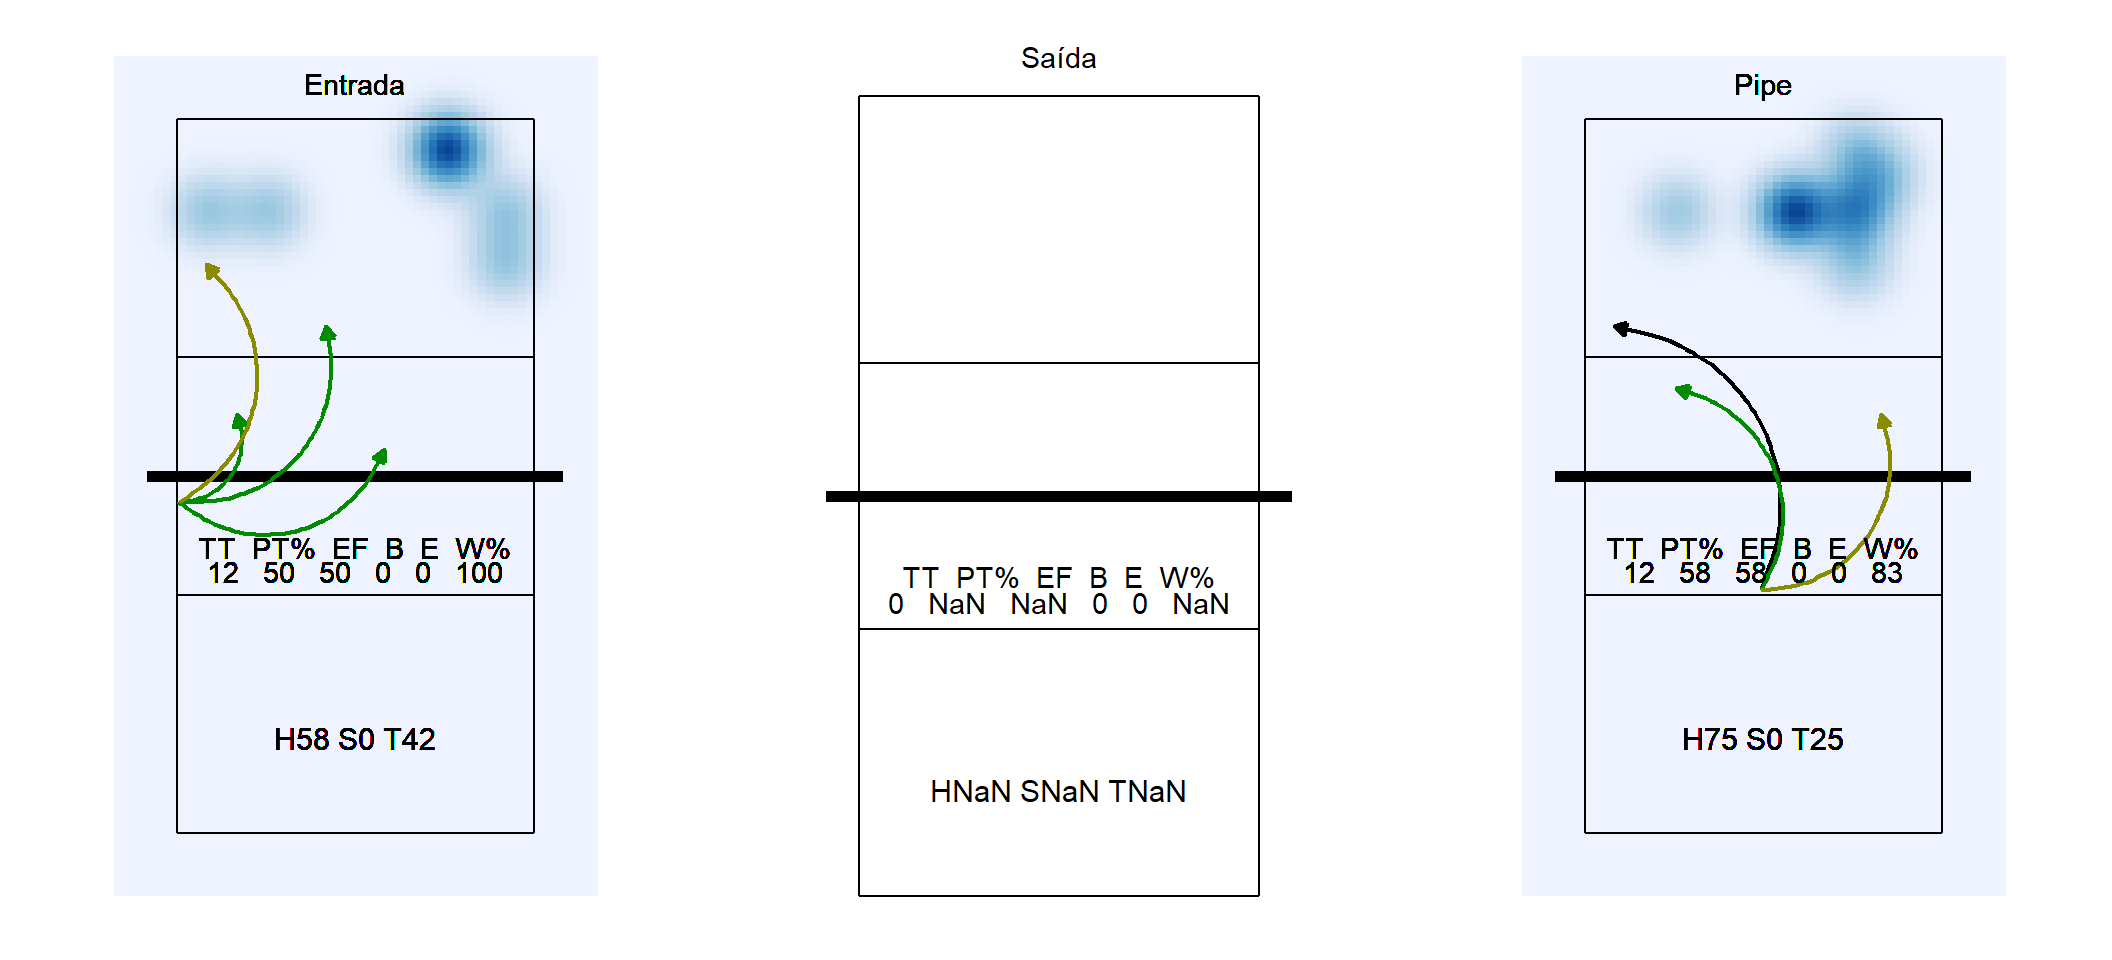 Entrada
TT PT% EF B E W%
12 50 50 0 0 100
H58 S0 T42
Saída
TT PT% EF B E W%
0 NaN NaN 0 0 NaN
HNaN SNaN TNaN
Pipe
TT PT% EF B E W%
12 58 58 0 0 83
H75 S0 T25